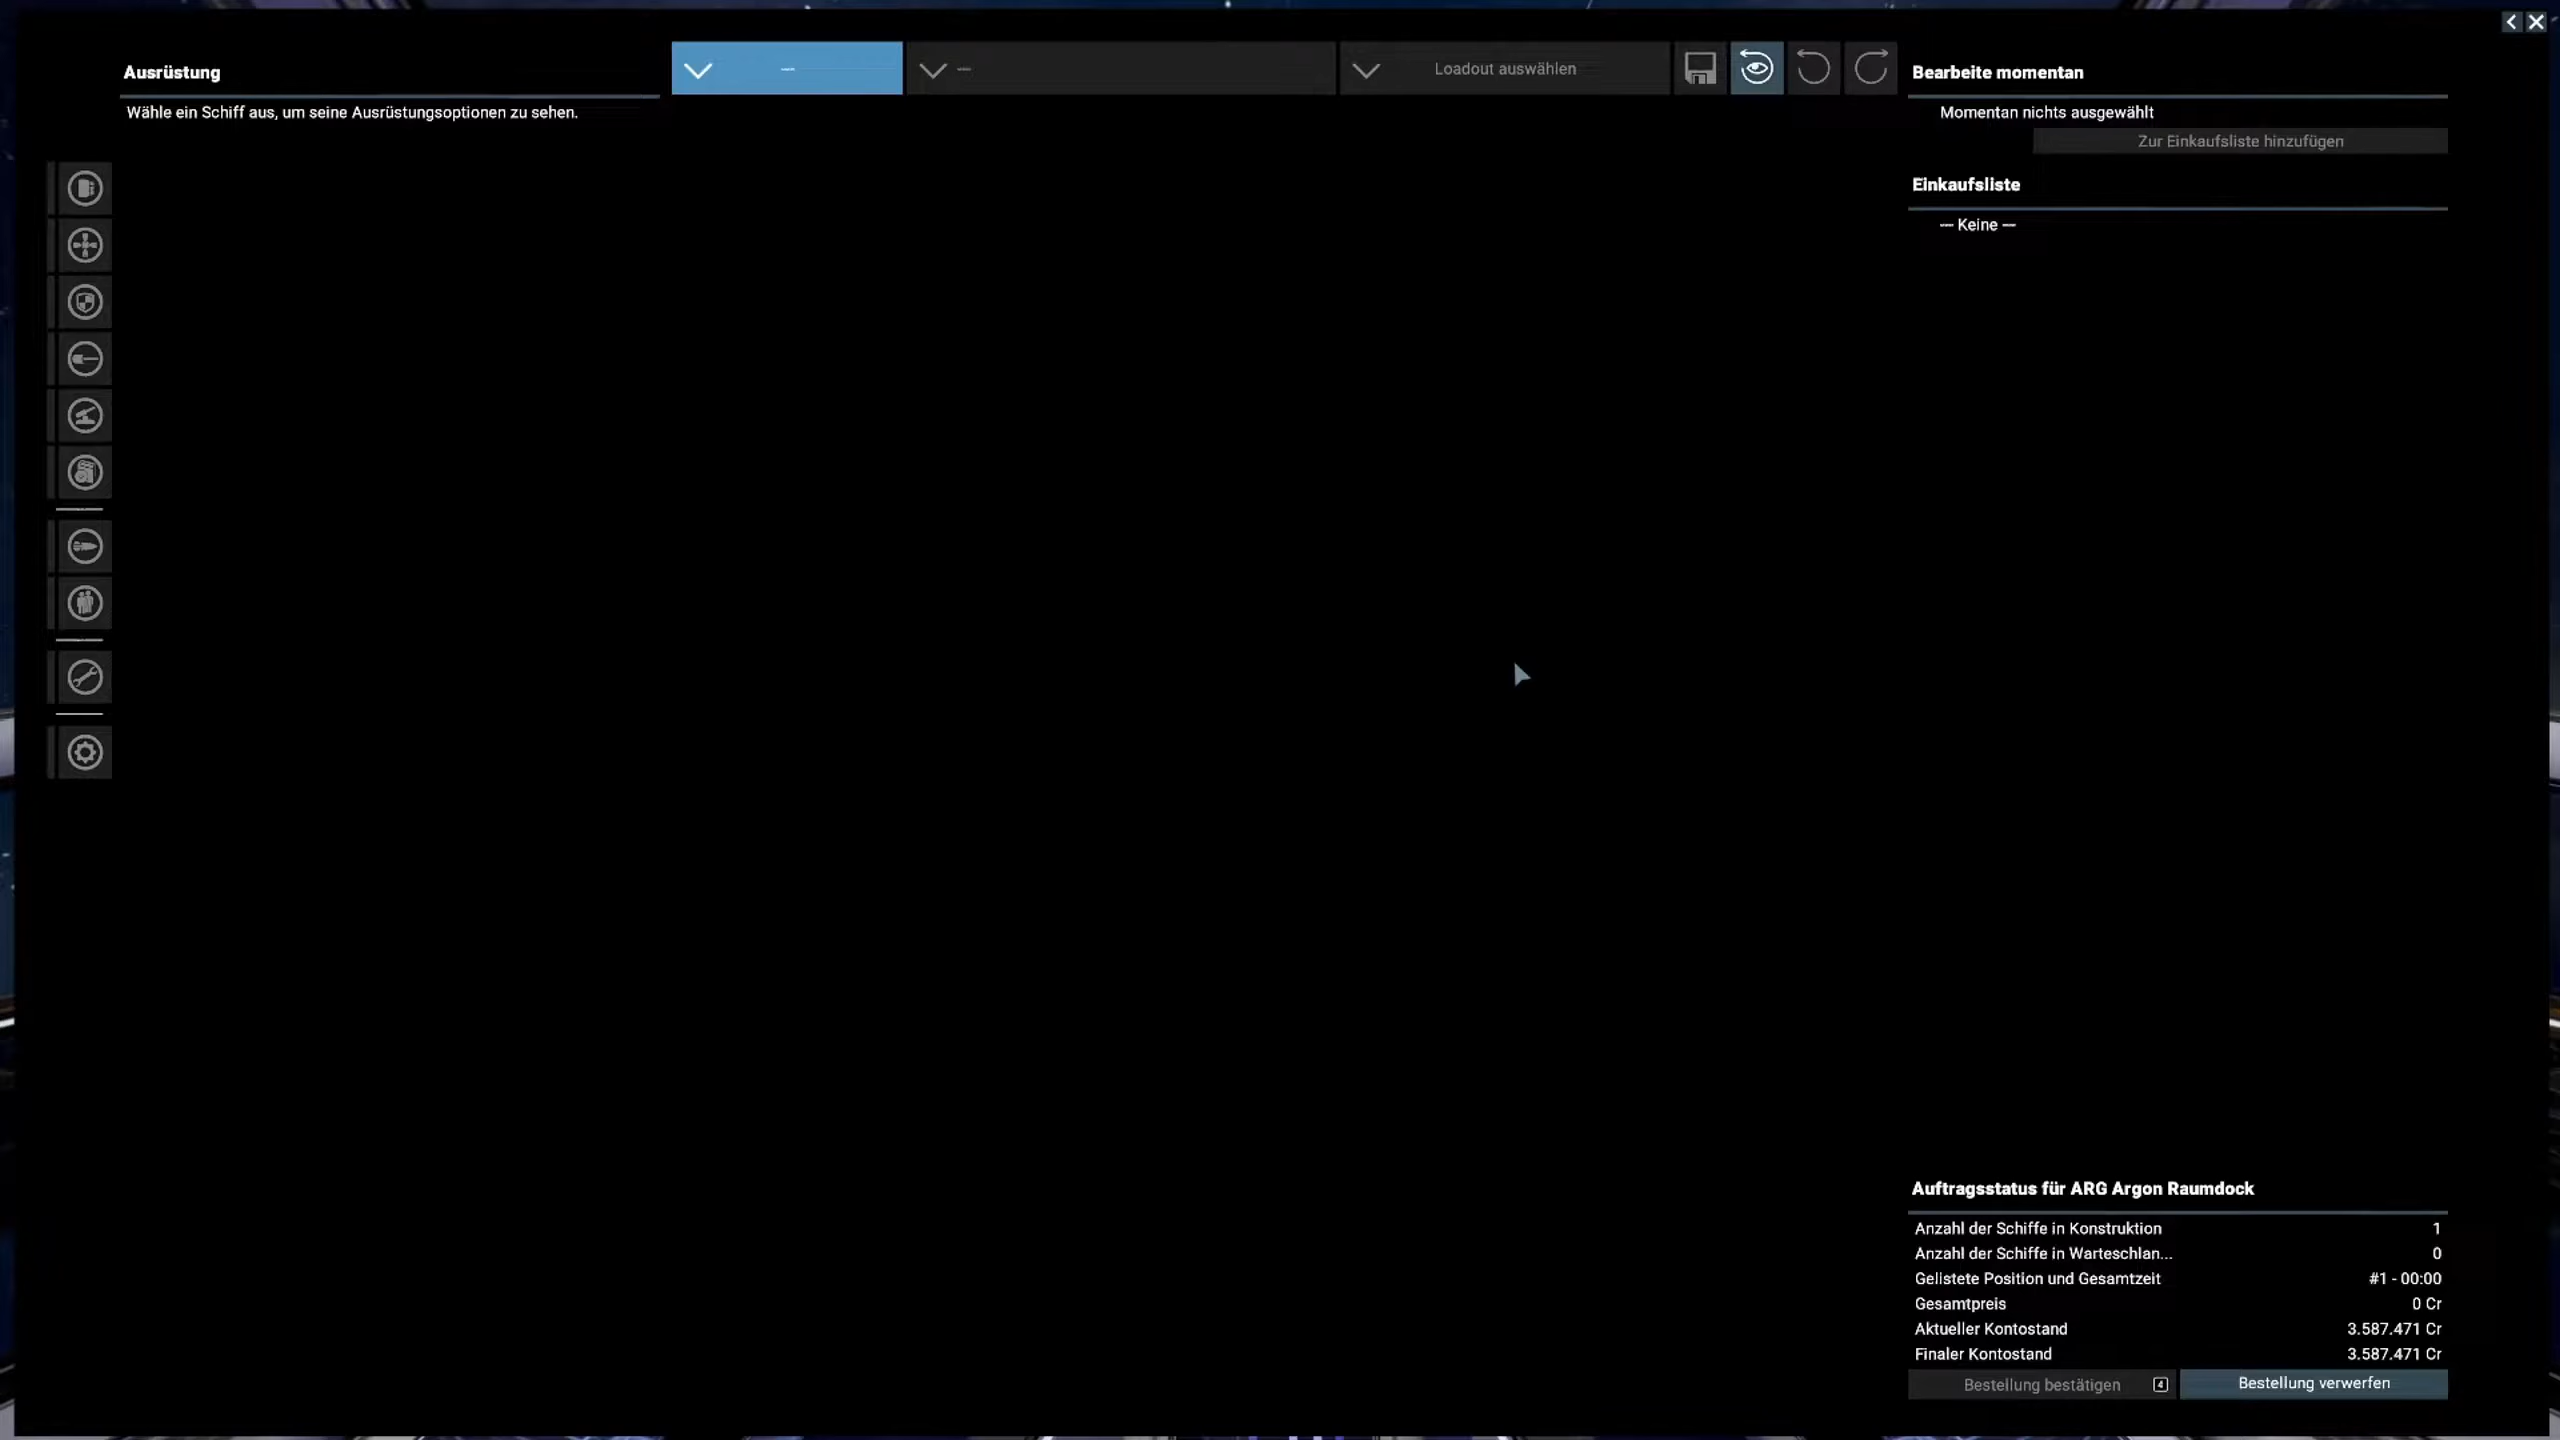 Ausrüstung
Wähle ein Schiff aus, um seine Ausrüstungsoptionen zu sehen.
—
—
Loadout auswählen
Bearbeite momentan
Momentan nichts ausgewählt
Zur Einkaufsliste hinzufügen
Einkaufsliste
— Keine —
Auftragsstatus für ARG Argon Raumdock
Anzahl der Schiffe in Konstruktion 1
Anzahl der Schiffe in Warteschlan... 0
Gelistete Position und Gesamtzeit #1 - 00:00
Gesamtpreis 0 Cr
Aktueller Kontostand 3.587.471 Cr
Finaler Kontostand 3.587.471 Cr
Bestellung bestätigen 4 Bestellung verwerfen